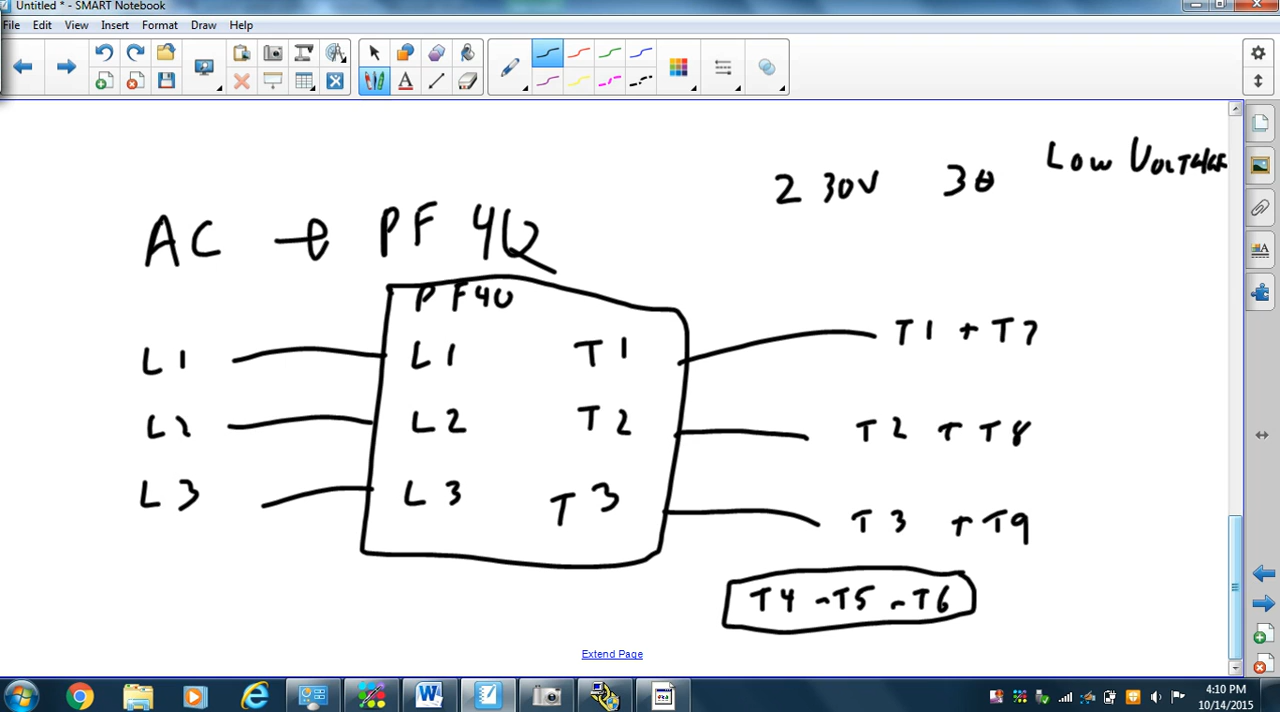 Untitled * - SMART Notebook
File Edit View Insert Format Draw Help
230V 3θ LOW VOLTAGE
AC → PF 40
PF40
L1 L1 T1 T1 + T7
L2 L2 T2 T2 + T8
L3 L3 T3 T3 + T9
T4 - T5 - T6
Extend Page
4:10 PM
10/14/2015